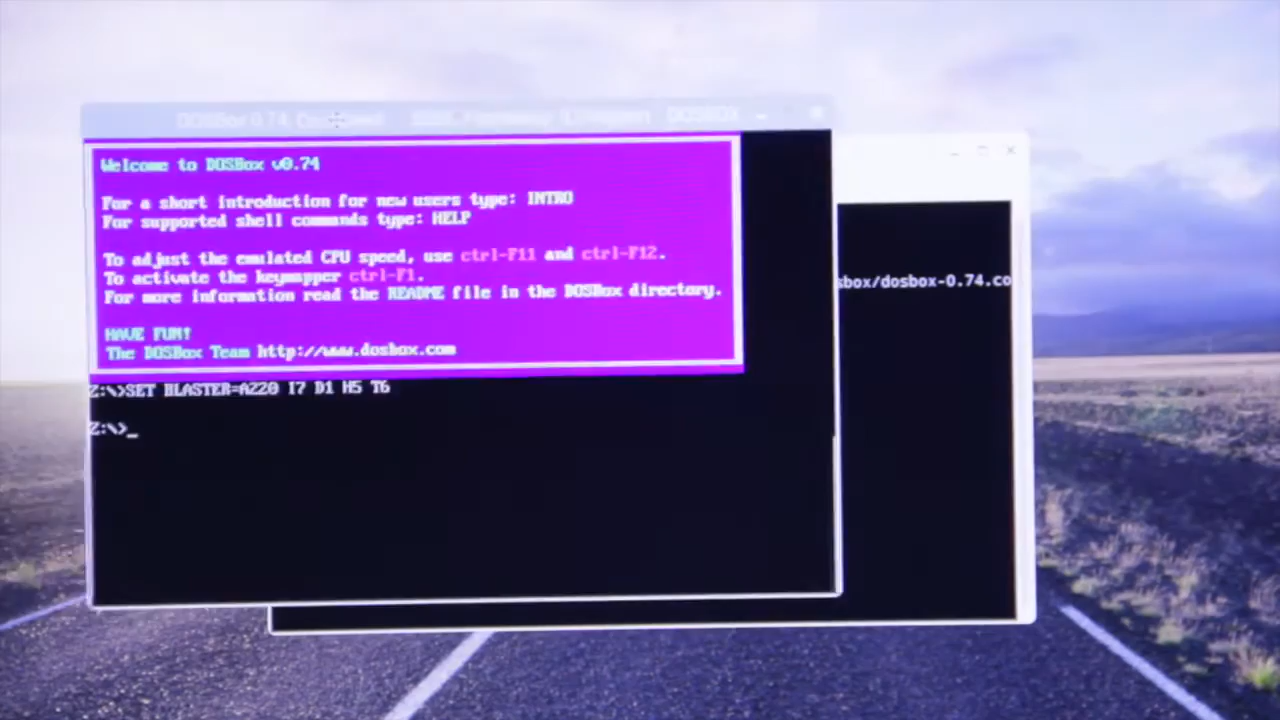 Welcome to DOSBox v0.74
For a short introduction for new users type: INTRO
For supported shell commands type: HELP
To adjust the emulated CPU speed, use ctrl-F11 and ctrl-F12.
To activate the keymapper ctrl-F1.
For more information read the README file in the DOSBox directory.
HAVE FUN!
The DOSBox Team http://www.dosbox.com
Z:\>SET BLASTER=A220 I7 D1 H5 T6
Z:\>_
sbox/dosbox-0.74.co